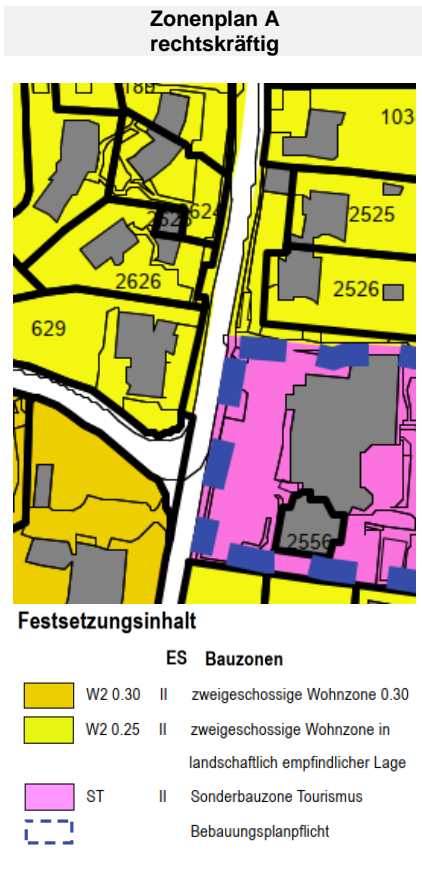 Zonenplan A
rechtskräftig
103
2525
2626
2526
629
2556
Festsetzungsinhalt
ES Bauzonen
W2 0.30 II zweigeschossige Wohnzone 0.30
W2 0.25 II zweigeschossige Wohnzone in
landschaftlich empfindlicher Lage
ST II Sonderbauzone Tourismus
Bebauungsplanpflicht